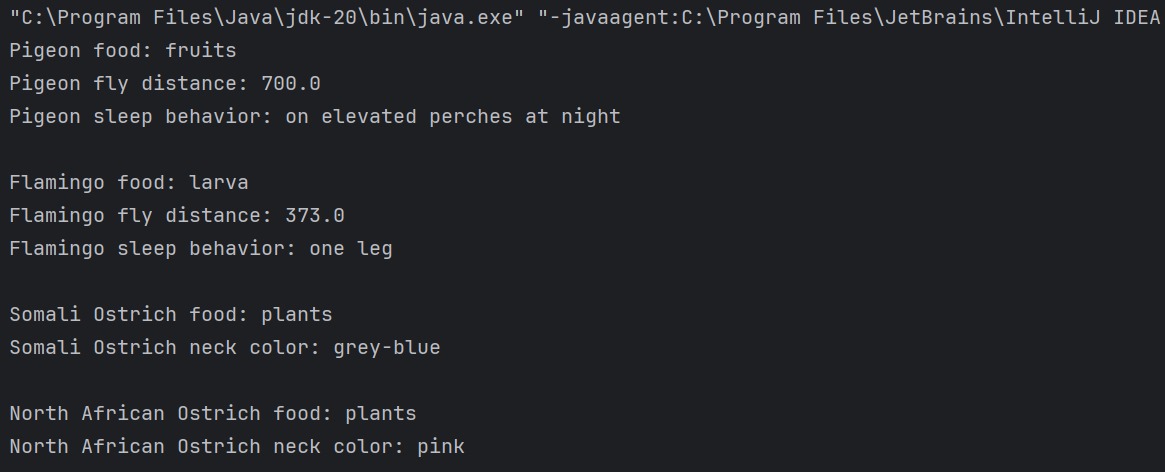 "C:\Program Files\Java\jdk-20\bin\java.exe" "-javaagent:C:\Program Files\JetBrains\IntelliJ IDEA
Pigeon food: fruits
Pigeon fly distance: 700.0
Pigeon sleep behavior: on elevated perches at night
Flamingo food: larva
Flamingo fly distance: 373.0
Flamingo sleep behavior: one leg
Somali Ostrich food: plants
Somali Ostrich neck color: grey-blue
North African Ostrich food: plants
North African Ostrich neck color: pink